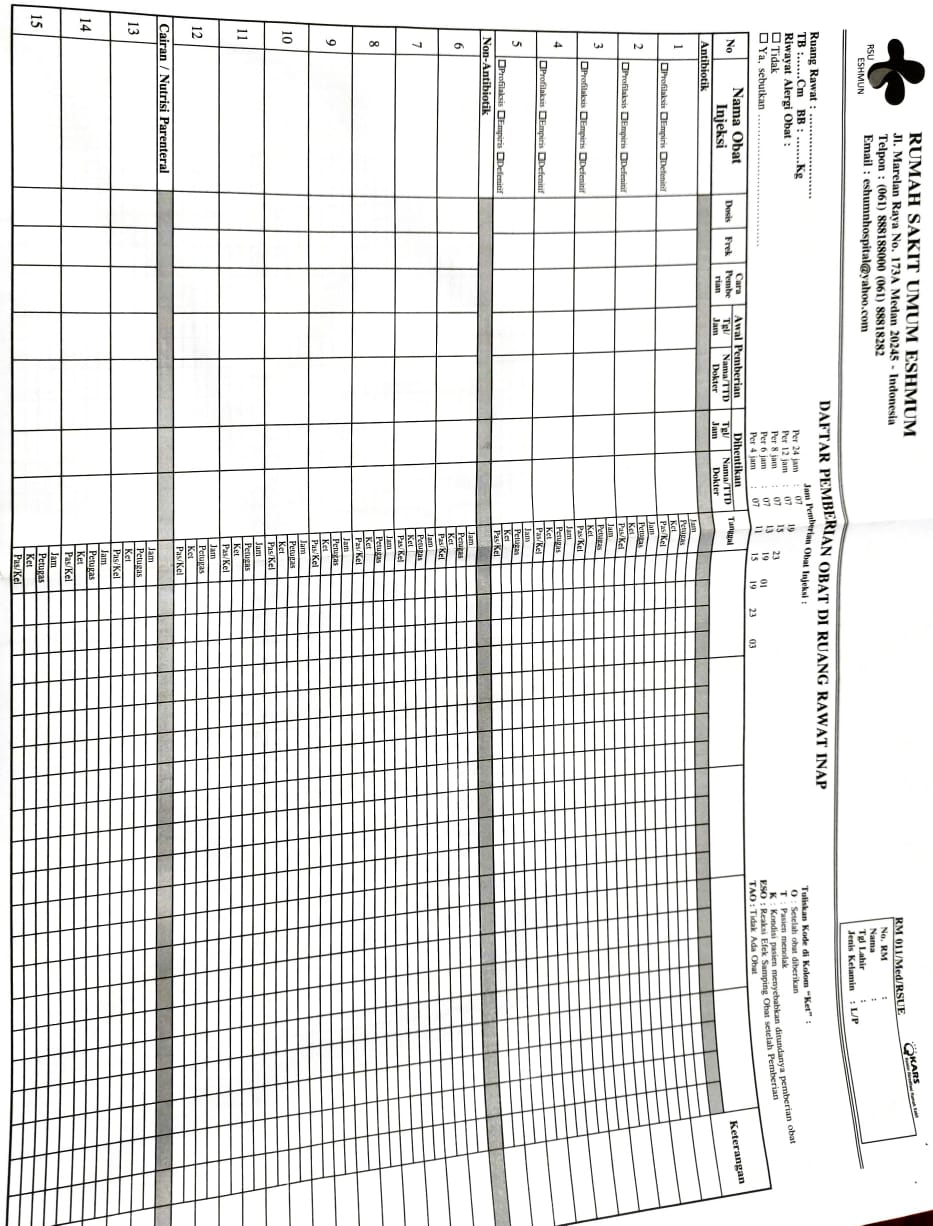 RUMAH SAKIT UMUM ESHMUM
Jl. Marelan Raya No. 173A Medan 20245 - Indonesia
Telpon : (061) 888188000 (061) 88818282
Email : eshumnhospital@yahoo.com
RSU
ESHMUN
KARS
RM 011/Med/RSUE
No. RM :
Nama :
Tgl Lahir :
Jenis Kelamin : L/P
DAFTAR PEMBERIAN OBAT DI RUANG RAWAT INAP
Ruang Rawat : ......................
TB :......Cm BB : .......Kg
Riwayat Alergi Obat :
☐ Tidak
☐ Ya, sebutkan ..................................
Jam Pemberian Obat Injeksi :
Per 24 jam : 07
Per 12 jam : 07 19
Per 8 jam : 07 15 23
Per 6 jam : 07 13 19 01
Per 4 jam : 07 11 15 19 23 03
Tuliskan Kode di Kolom "Ket" :
O : Setelah obat diberikan
T : Pasien menolak
K : Kondisi pasien menyebabkan ditundanya pemberian obat
ESO : Reaksi Efek Samping Obat setelah Pemberian
TAO : Tidak Ada Obat
No
Nama Obat
Injeksi
Dosis
Frek
Cara
Pembe
rian
Awal Pemberian
Tgl/
Jam
Nama/TTD
Dokter
Dihentikan
Tgl/
Jam
Nama/TTD
Dokter
Tanggal
Keterangan
Antibiotik
1
☐Profilaksis ☐Empiris ☐Defenitif
Jam
Petugas
Ket
Pas/Kel
2
☐Profilaksis ☐Empiris ☐Defenitif
Jam
Petugas
Ket
Pas/Kel
3
☐Profilaksis ☐Empiris ☐Defenitif
Jam
Petugas
Ket
Pas/Kel
4
☐Profilaksis ☐Empiris ☐Defenitif
Jam
Petugas
Ket
Pas/Kel
5
☐Profilaksis ☐Empiris ☐Defenitif
Jam
Petugas
Ket
Pas/Kel
Non-Antibiotik
6
Jam
Petugas
Ket
Pas/Kel
7
Jam
Petugas
Ket
Pas/Kel
8
Jam
Petugas
Ket
Pas/Kel
9
Jam
Petugas
Ket
Pas/Kel
10
Jam
Petugas
Ket
Pas/Kel
11
Jam
Petugas
Ket
Pas/Kel
12
Jam
Petugas
Ket
Pas/Kel
Cairan / Nutrisi Parenteral
13
Jam
Petugas
Ket
Pas/Kel
14
Jam
Petugas
Ket
Pas/Kel
15
Jam
Petugas
Ket
Pas/Kel